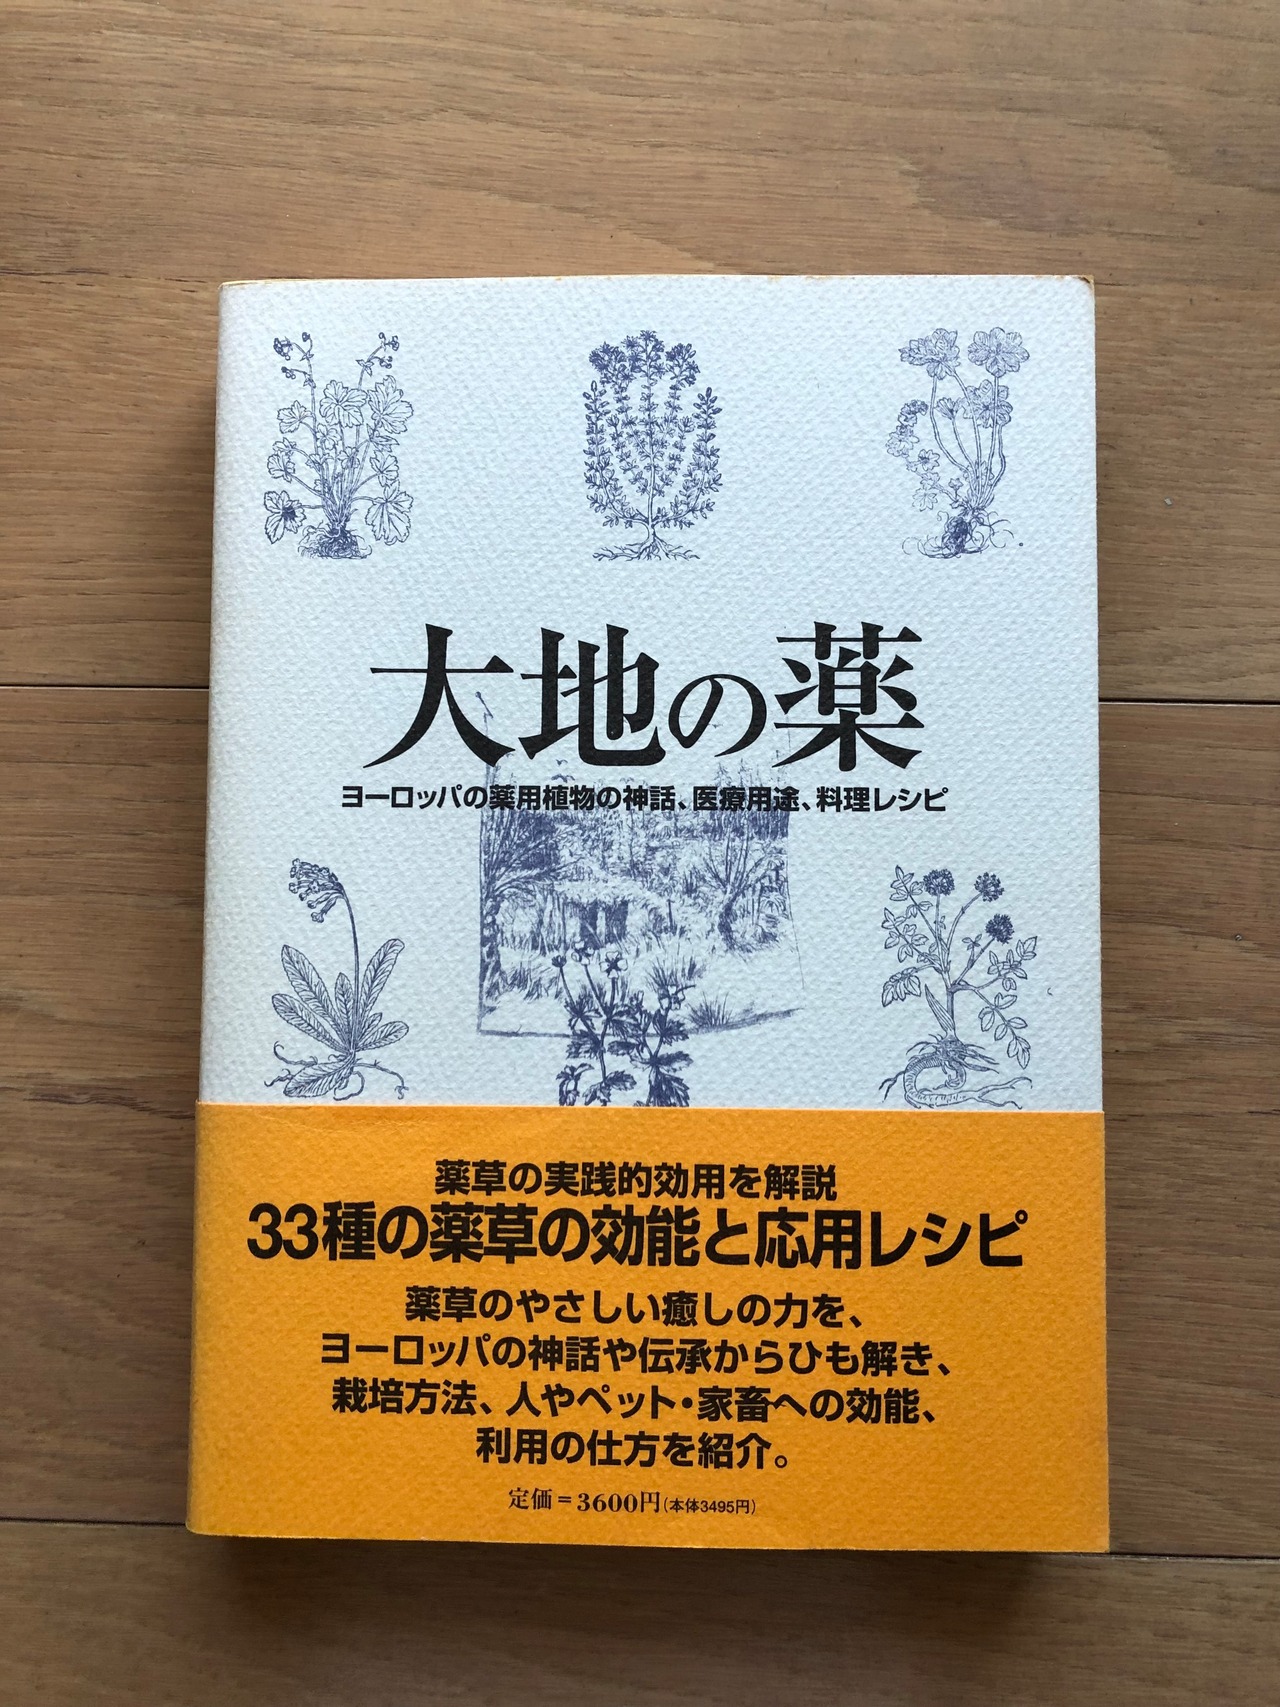 大地の薬
ヨーロッパの薬用植物の神話、医療用途、料理レシピ
薬草の実践的効用を解説
33種の薬草の効能と応用レシピ
薬草のやさしい癒しの力を、
ヨーロッパの神話や伝承からひも解き、
栽培方法、人やペット・家畜への効能、
利用の仕方を紹介。
定価＝3600円(本体3495円)